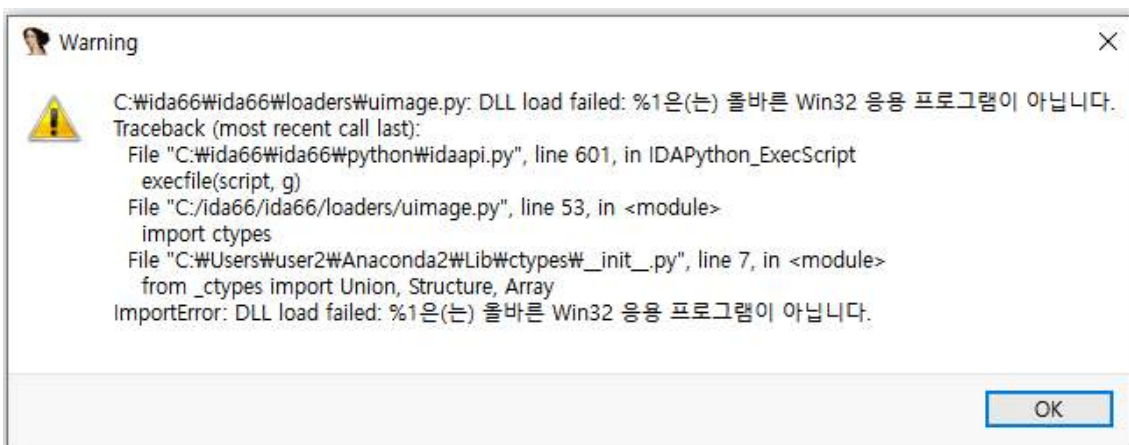 Warning
C:₩ida66₩ida66₩loaders₩uimage.py: DLL load failed: %1은(는) 올바른 Win32 응용 프로그램이 아닙니다.
Traceback (most recent call last):
File "C:₩ida66₩ida66₩python₩idaapi.py", line 601, in IDAPython_ExecScript
execfile(script, g)
File "C:/ida66/ida66/loaders/uimage.py", line 53, in <module>
import ctypes
File "C:₩Users₩user2₩Anaconda2₩Lib₩ctypes₩__init__.py", line 7, in <module>
from _ctypes import Union, Structure, Array
ImportError: DLL load failed: %1은(는) 올바른 Win32 응용 프로그램이 아닙니다.
OK